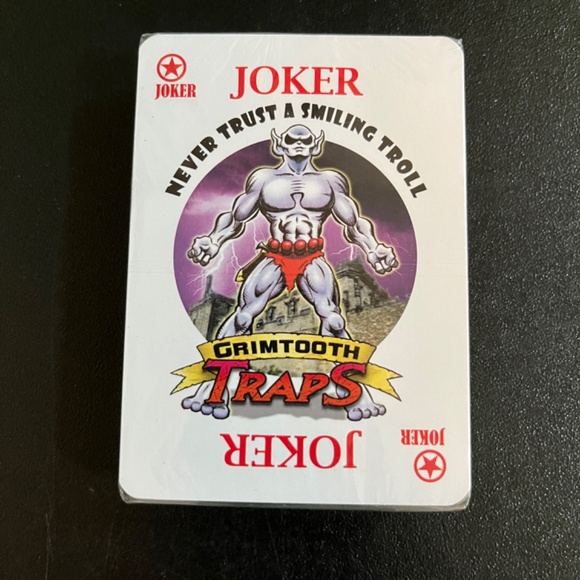 JOKER
JOKER
NEVER TRUST A SMILING TROLL
GRIMTOOTH
TRAPS
JOKER
JOKER